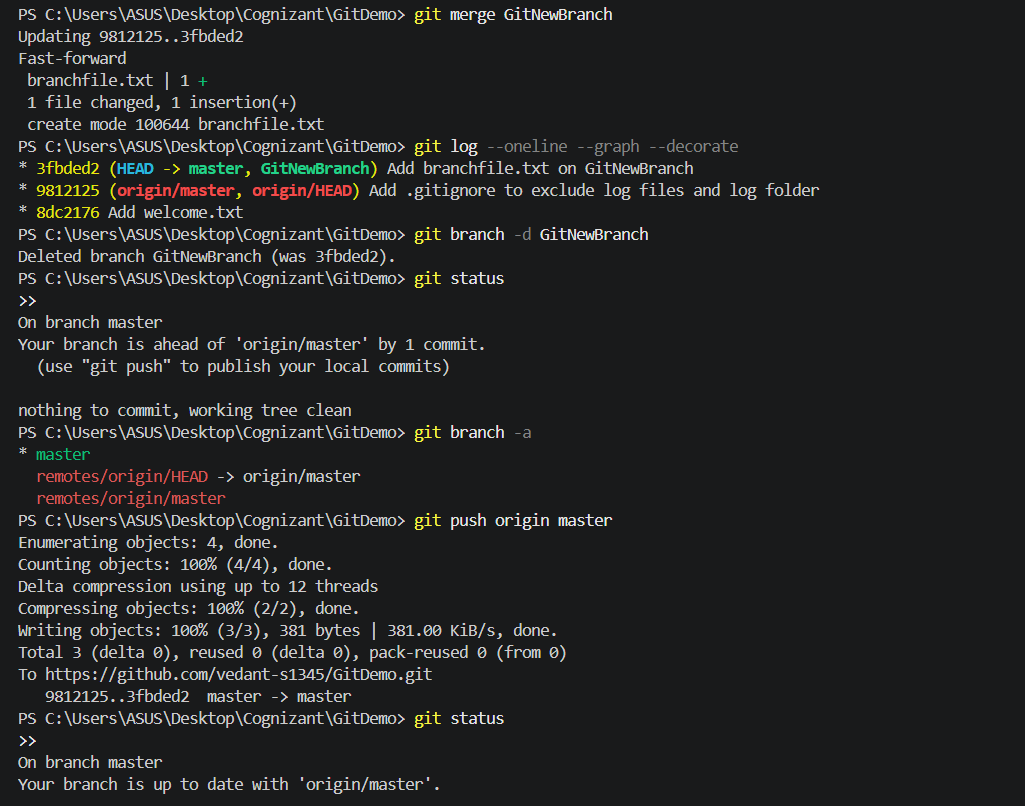 PS C:\Users\ASUS\Desktop\Cognizant\GitDemo> git merge GitNewBranch
Updating 9812125..3fbded2
Fast-forward
 branchfile.txt | 1 +
 1 file changed, 1 insertion(+)
 create mode 100644 branchfile.txt
PS C:\Users\ASUS\Desktop\Cognizant\GitDemo> git log --oneline --graph --decorate
* 3fbded2 (HEAD -> master, GitNewBranch) Add branchfile.txt on GitNewBranch
* 9812125 (origin/master, origin/HEAD) Add .gitignore to exclude log files and log folder
* 8dc2176 Add welcome.txt
PS C:\Users\ASUS\Desktop\Cognizant\GitDemo> git branch -d GitNewBranch
Deleted branch GitNewBranch (was 3fbded2).
PS C:\Users\ASUS\Desktop\Cognizant\GitDemo> git status
>>
On branch master
Your branch is ahead of 'origin/master' by 1 commit.
  (use "git push" to publish your local commits)

nothing to commit, working tree clean
PS C:\Users\ASUS\Desktop\Cognizant\GitDemo> git branch -a
* master
  remotes/origin/HEAD -> origin/master
  remotes/origin/master
PS C:\Users\ASUS\Desktop\Cognizant\GitDemo> git push origin master
Enumerating objects: 4, done.
Counting objects: 100% (4/4), done.
Delta compression using up to 12 threads
Compressing objects: 100% (2/2), done.
Writing objects: 100% (3/3), 381 bytes | 381.00 KiB/s, done.
Total 3 (delta 0), reused 0 (delta 0), pack-reused 0 (from 0)
To https://github.com/vedant-s1345/GitDemo.git
   9812125..3fbded2  master -> master
PS C:\Users\ASUS\Desktop\Cognizant\GitDemo> git status
>>
On branch master
Your branch is up to date with 'origin/master'.